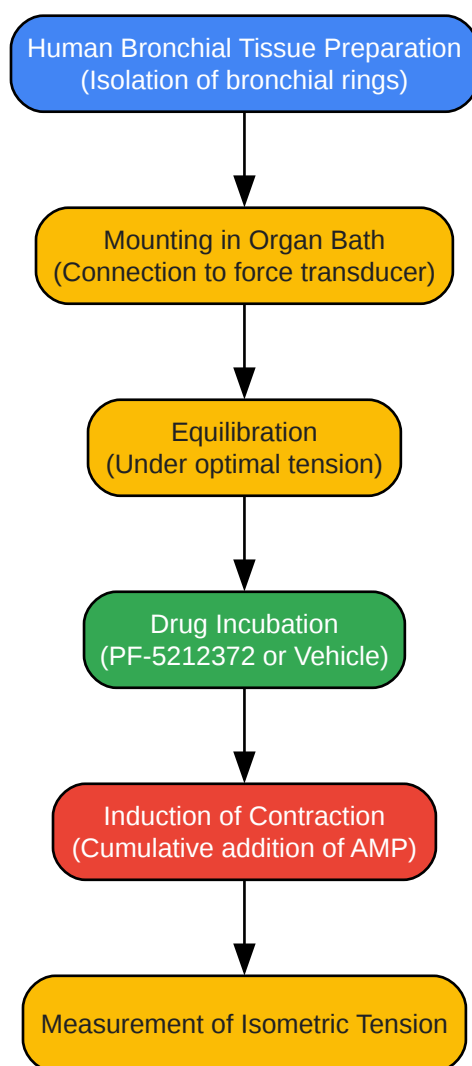 Human Bronchial Tissue Preparation
(Isolation of bronchial rings)
Mounting in Organ Bath
(Connection to force transducer)
Equilibration
(Under optimal tension)
Drug Incubation
(PF-5212372 or Vehicle)
Induction of Contraction
(Cumulative addition of AMP)
Measurement of Isometric Tension